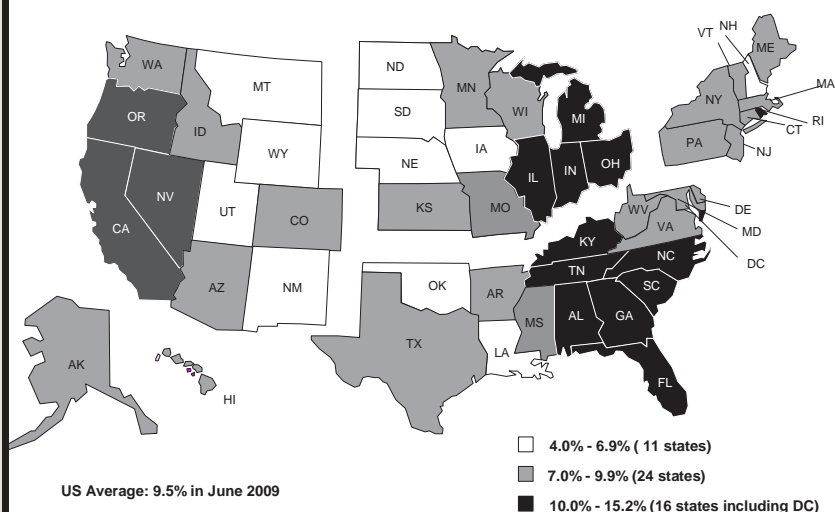 VT NH
ME
WA
MT
ND
MN
OR
ID
SD
WI
NY
MA
WY
MI
RI
CT
PA
NJ
NE
IA
IL
IN
OH
NV
UT
CO
KS
MO
WV
VA
DE
MD
DC
CA
KY
NC
TN
AZ
NM
OK
AR
SC
MS
AL
GA
TX
LA
AK
FL
HI
4.0% - 6.9% ( 11 states)
7.0% - 9.9% (24 states)
US Average: 9.5% in June 2009
10.0% - 15.2% (16 states including DC)